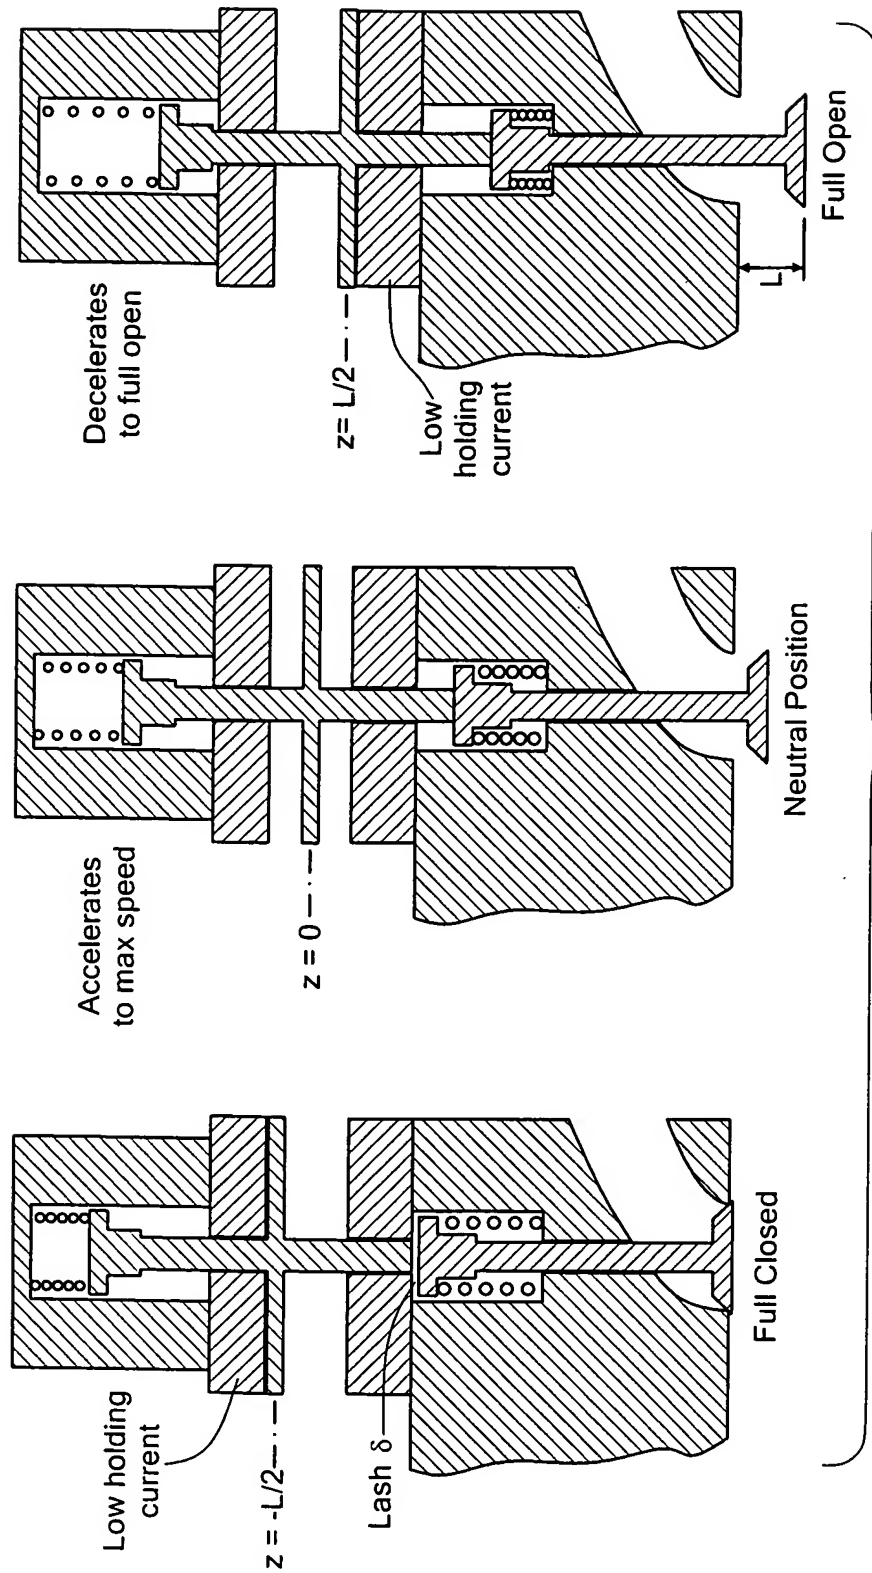 Low holding
current
z = -L/2
Lash δ
Full Closed
Accelerates
to max speed
z = 0
Neutral Position
Decelerates
to full open
z= L/2
Low
holding
current
L
Full Open